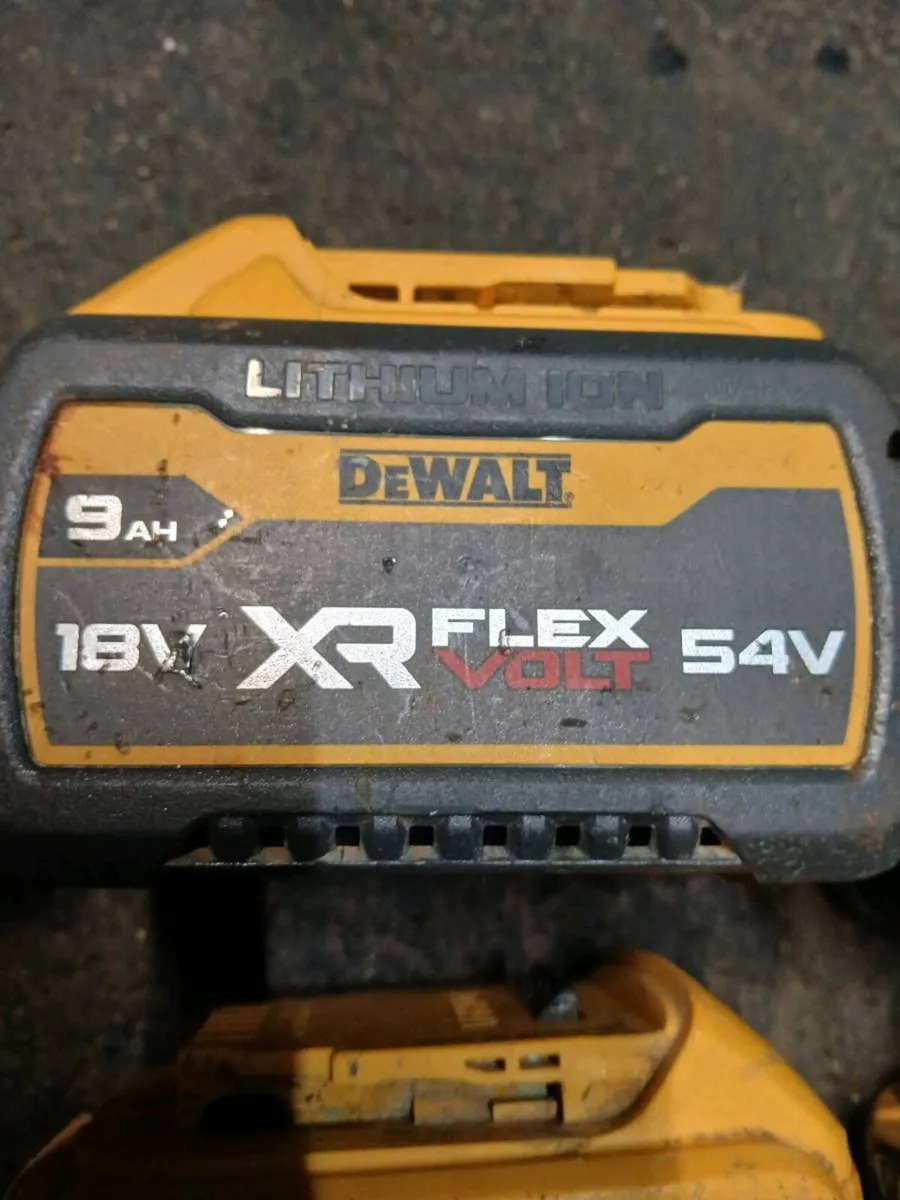 LITHIUM ION
DEWALT
9AH
18V XR FLEX VOLT 54V